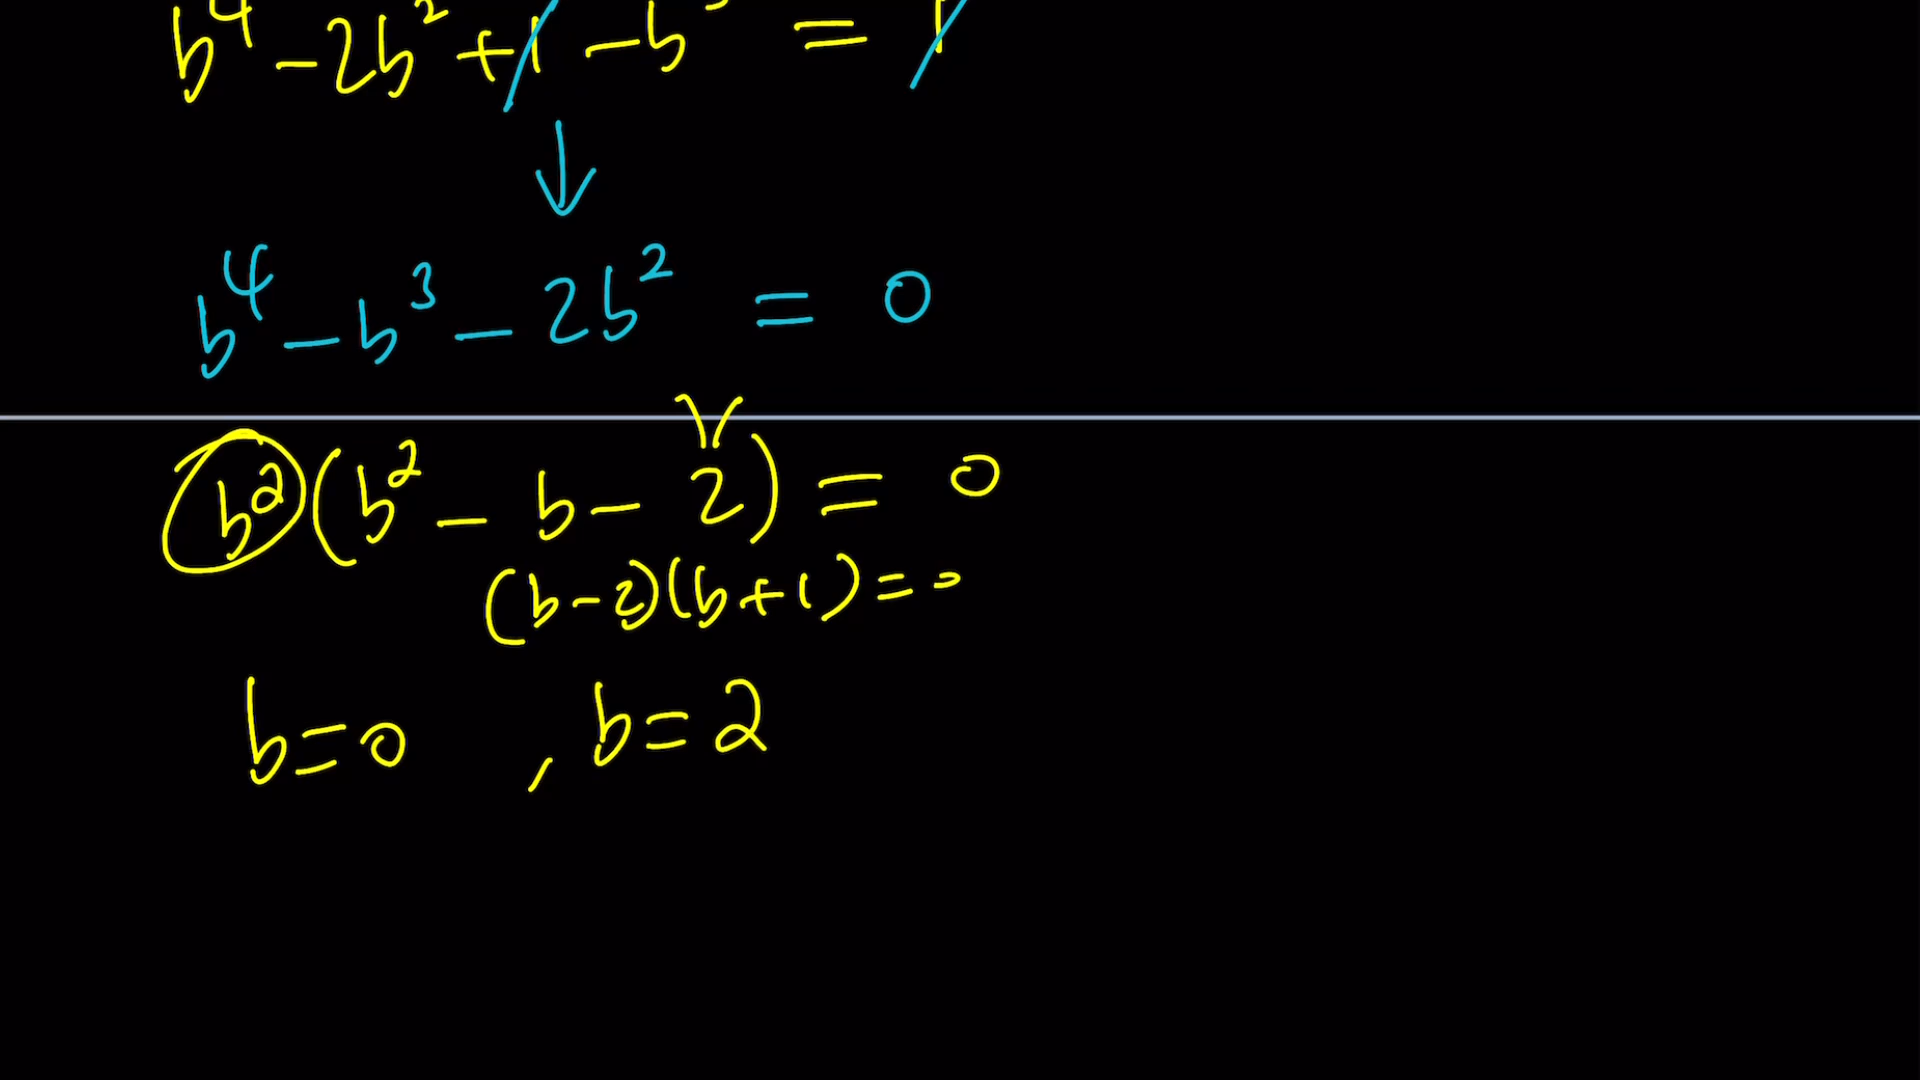 b⁴ - 2b² + 1 - b³ = 1
b⁴ - b³ - 2b² = 0
b² (b² - b - 2) = 0
(b - 2)(b + 1) = 0
b = 0 , b = 2